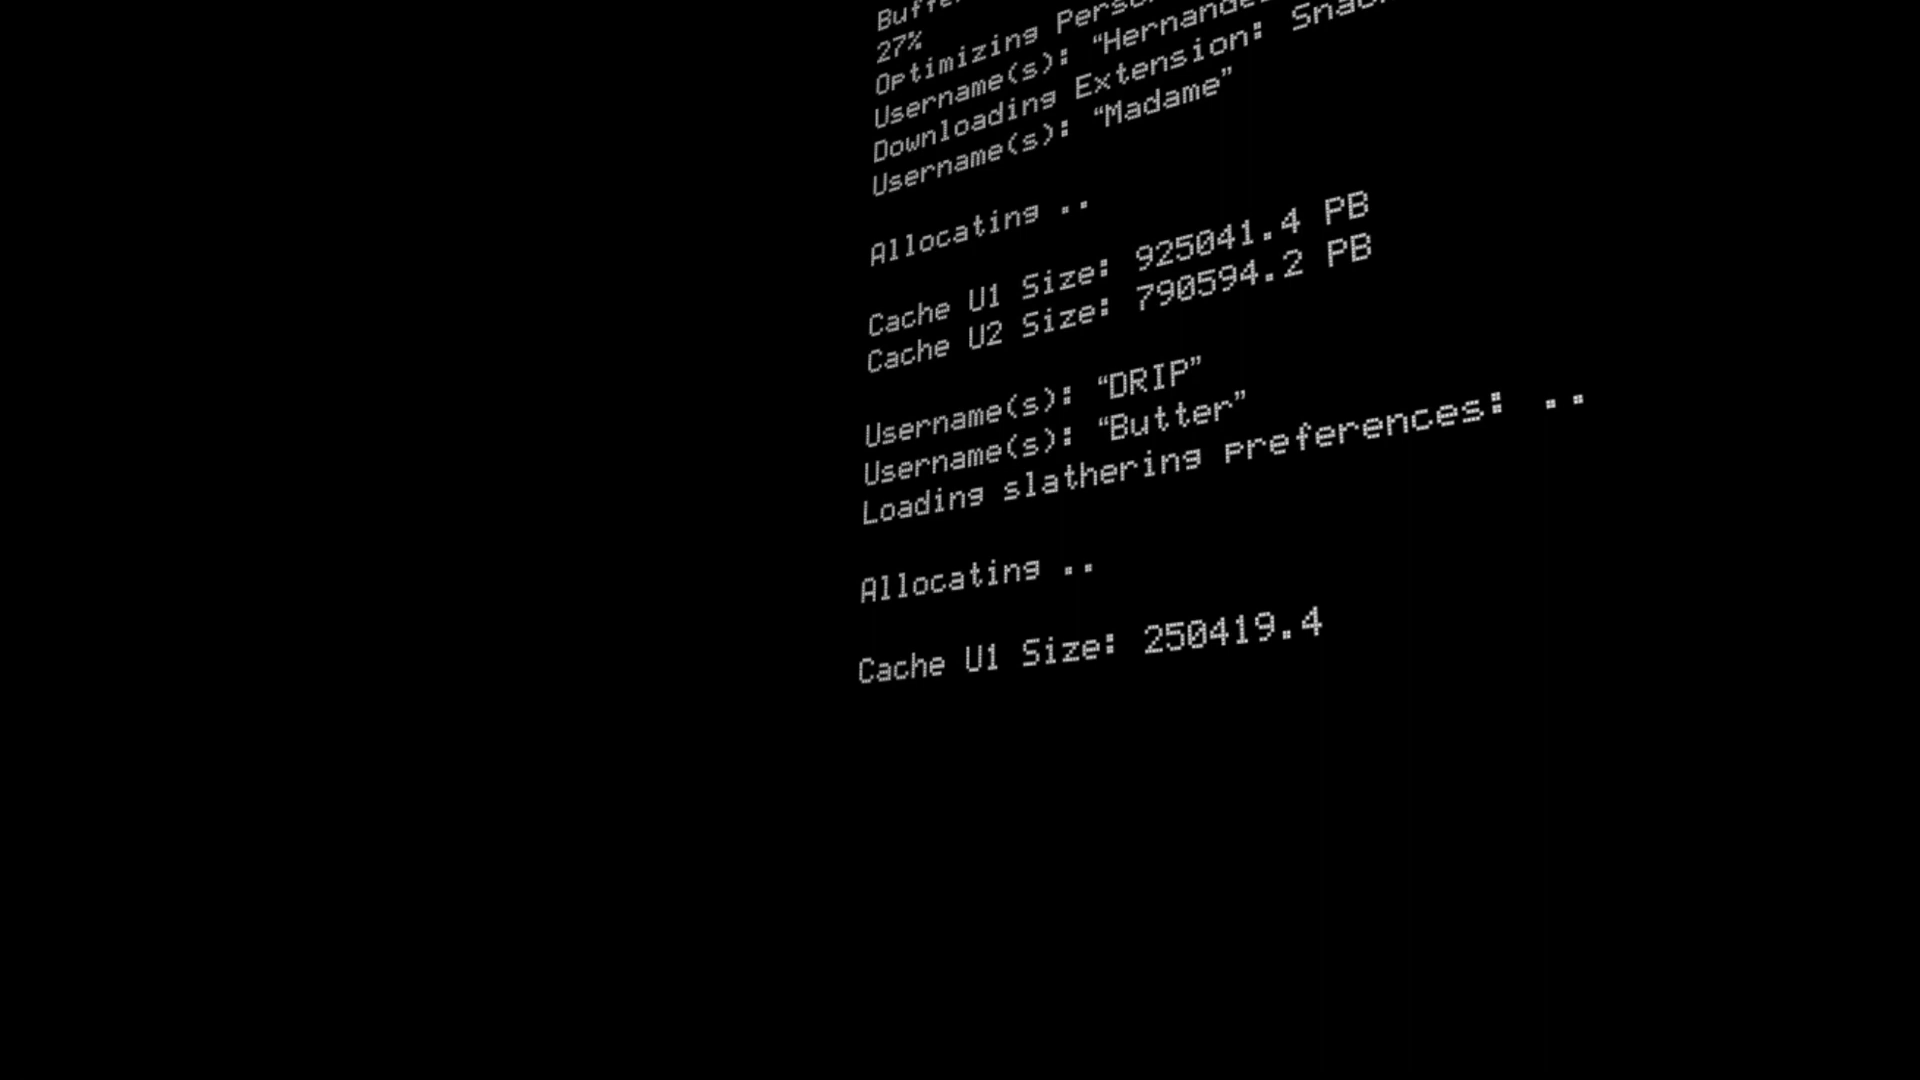 27%
Optimizing
Username(s):
Downloading Extension:
Username(s): “Madame”
Allocating ..
Cache U1 Size: 925041.4 PB
Cache U2 Size: 790594.2 PB
Username(s): “DRIP”
Username(s): “Butter”
Loading slathering preferences: ..
Allocating ..
Cache U1 Size: 250419.4